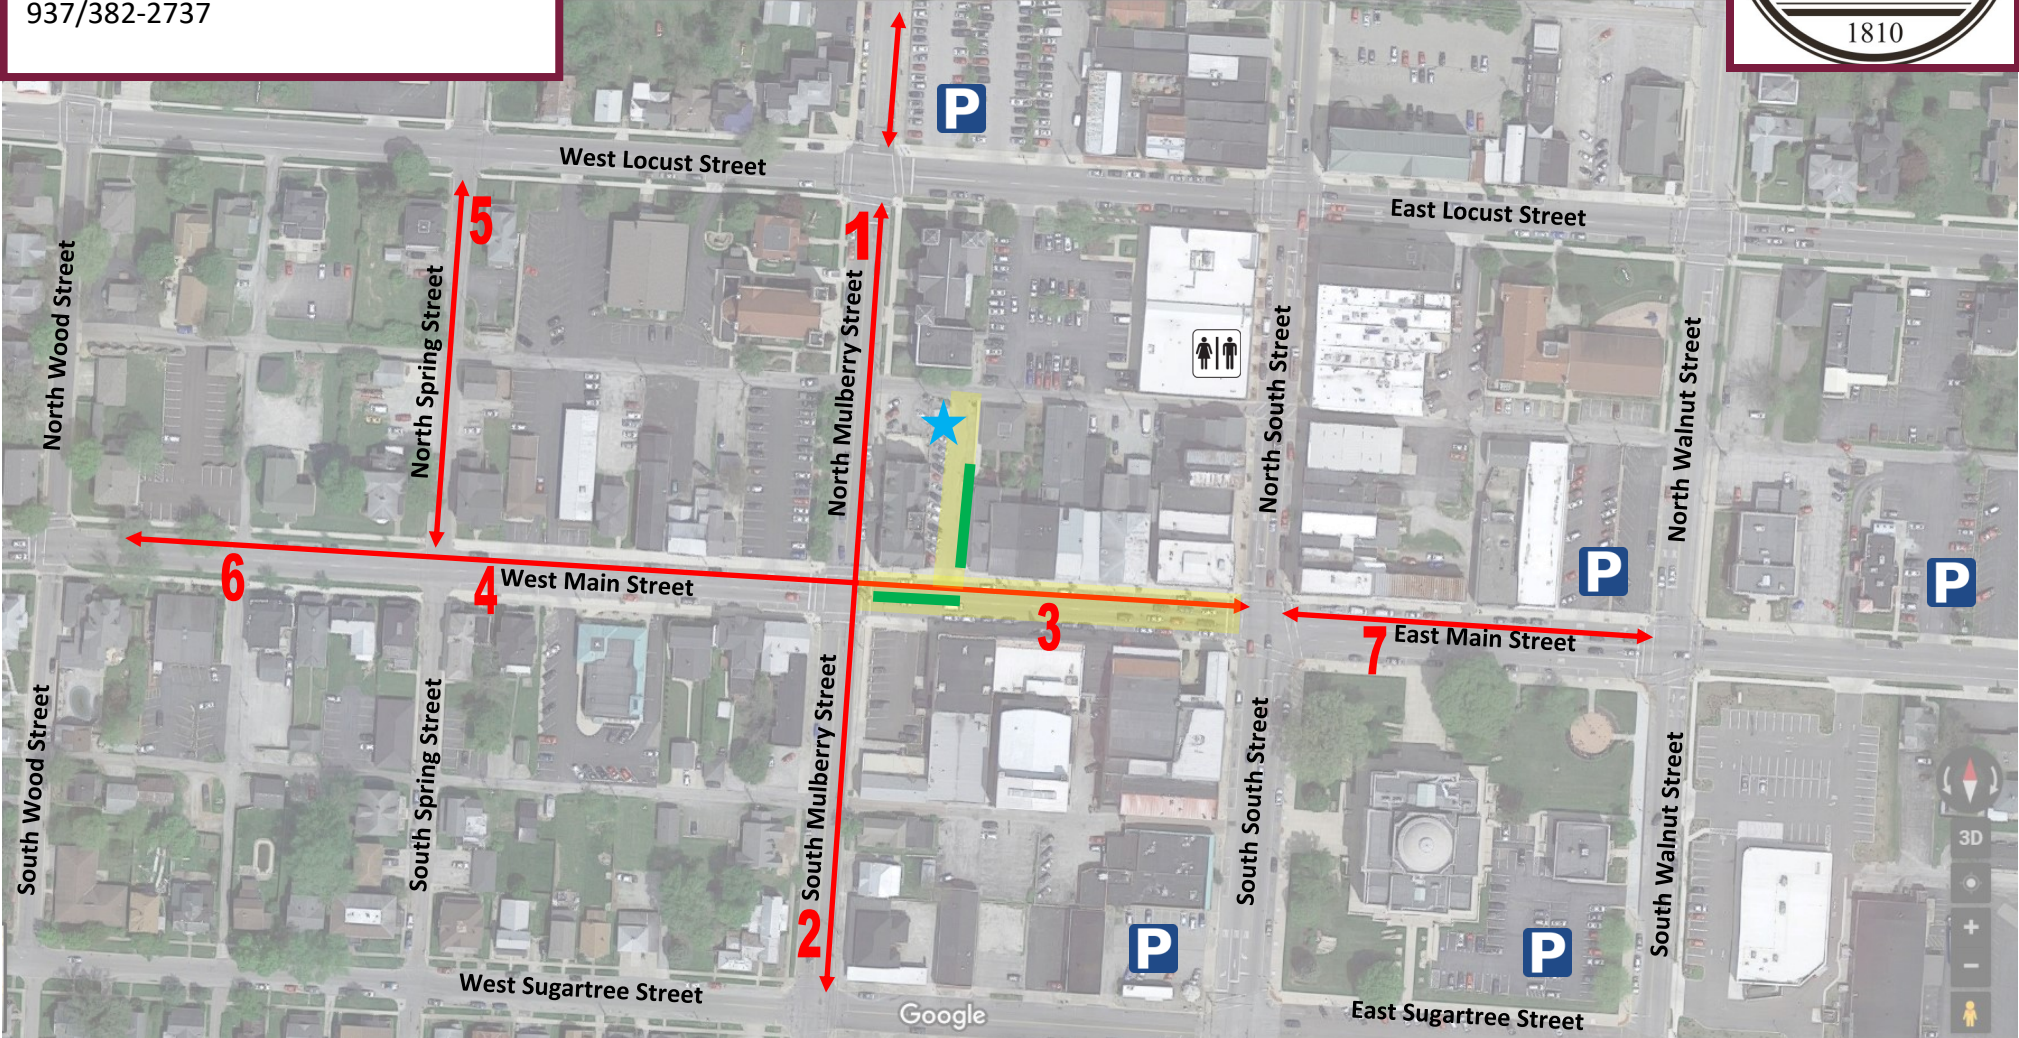 937/382-2737
1810
P
West Locust Street
5
1
East Locust Street
North Wood Street
North Spring Street
North Mulberry Street
North South Street
North Walnut Street
6
4
West Main Street
3
7
East Main Street
P
P
South Wood Street
South Spring Street
South Mulberry Street
South South Street
South Walnut Street
3D
2
P
P
West Sugartree Street
Google
East Sugartree Street